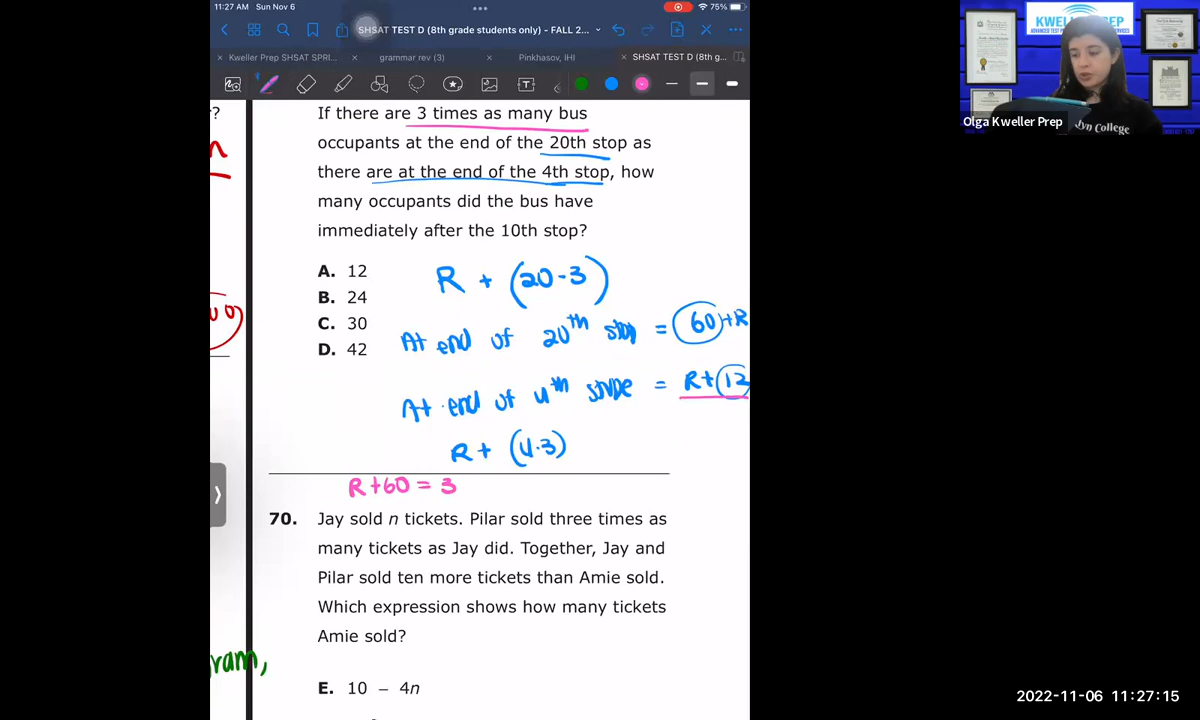 11:27 AM Sun Nov 6
75%
SHSAT TEST D (8th grade students only) - FALL 2...
Kweller Prep SHSAT SPRI...
grammar rev (3)
Pinkhasov, IHI
SHSAT TEST D (8th g...
?
If there are 3 times as many bus
occupants at the end of the 20th stop as
there are at the end of the 4th stop, how
many occupants did the bus have
immediately after the 10th stop?
A. 12
B. 24
C. 30
D. 42
R + (20·3)
At end of 20th stop = 60+R
At end of 4th stope = R+12
R + (4·3)
R+60 = 3
70. Jay sold n tickets. Pilar sold three times as
many tickets as Jay did. Together, Jay and
Pilar sold ten more tickets than Amie sold.
Which expression shows how many tickets
Amie sold?
E. 10 – 4n
ram,
KWELLER PREP
Olga Kweller Prep
lyn College
2022-11-06 11:27:15